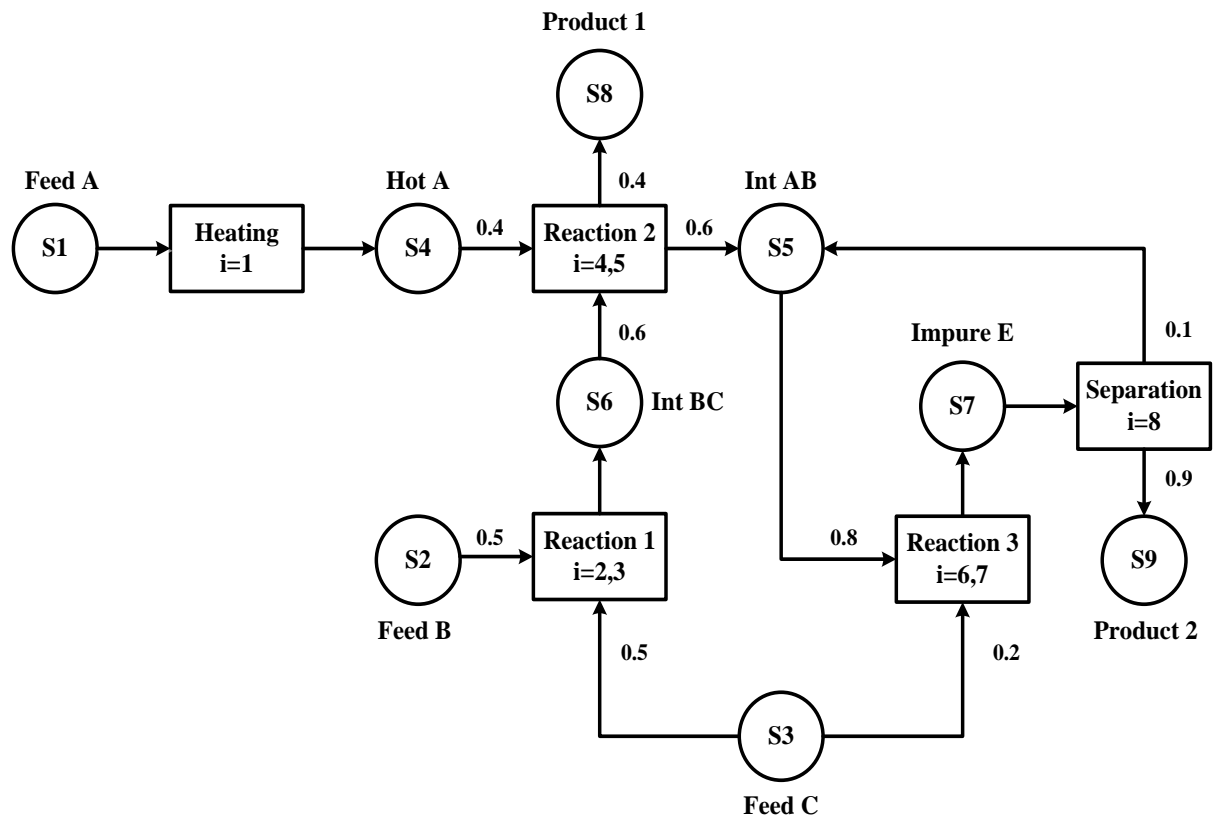 Product 1
S8
Feed A
Hot A
0.4
Int AB
S1
Heating
i=1
S4
0.4
Reaction 2
i=4,5
0.6
S5
0.6
Impure E
0.1
S6
Int BC
S7
Separation
i=8
0.9
S2
0.5
Reaction 1
i=2,3
0.8
Reaction 3
i=6,7
S9
Feed B
Product 2
0.5
0.2
S3
Feed C